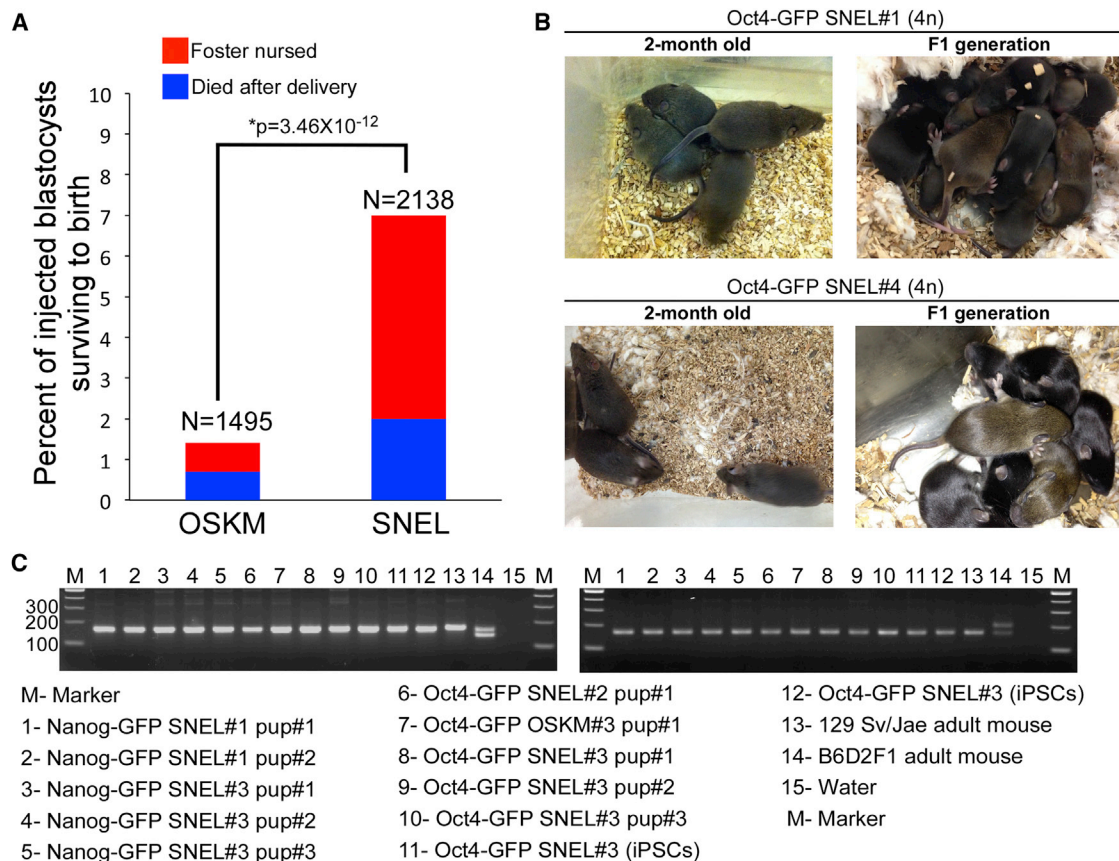 A
Foster nursed
Died after delivery
Percent of injected blastocysts
surviving to birth
10
9
8
7
6
5
4
3
2
1
0
*p=3.46X10-12
N=1495
N=2138
OSKM
SNEL
B
Oct4-GFP SNEL#1 (4n)
2-month old
F1 generation
Oct4-GFP SNEL#4 (4n)
2-month old
F1 generation
C
M 1 2 3 4 5 6 7 8 9 10 11 12 13 14 15 M
300
200
100
M 1 2 3 4 5 6 7 8 9 10 11 12 13 14 15 M
M- Marker
1- Nanog-GFP SNEL#1 pup#1
2- Nanog-GFP SNEL#1 pup#2
3- Nanog-GFP SNEL#3 pup#1
4- Nanog-GFP SNEL#3 pup#2
5- Nanog-GFP SNEL#3 pup#3
6- Oct4-GFP SNEL#2 pup#1
7- Oct4-GFP OSKM#3 pup#1
8- Oct4-GFP SNEL#3 pup#1
9- Oct4-GFP SNEL#3 pup#2
10- Oct4-GFP SNEL#3 pup#3
11- Oct4-GFP SNEL#3 (iPSCs)
12- Oct4-GFP SNEL#3 (iPSCs)
13- 129 Sv/Jae adult mouse
14- B6D2F1 adult mouse
15- Water
M- Marker